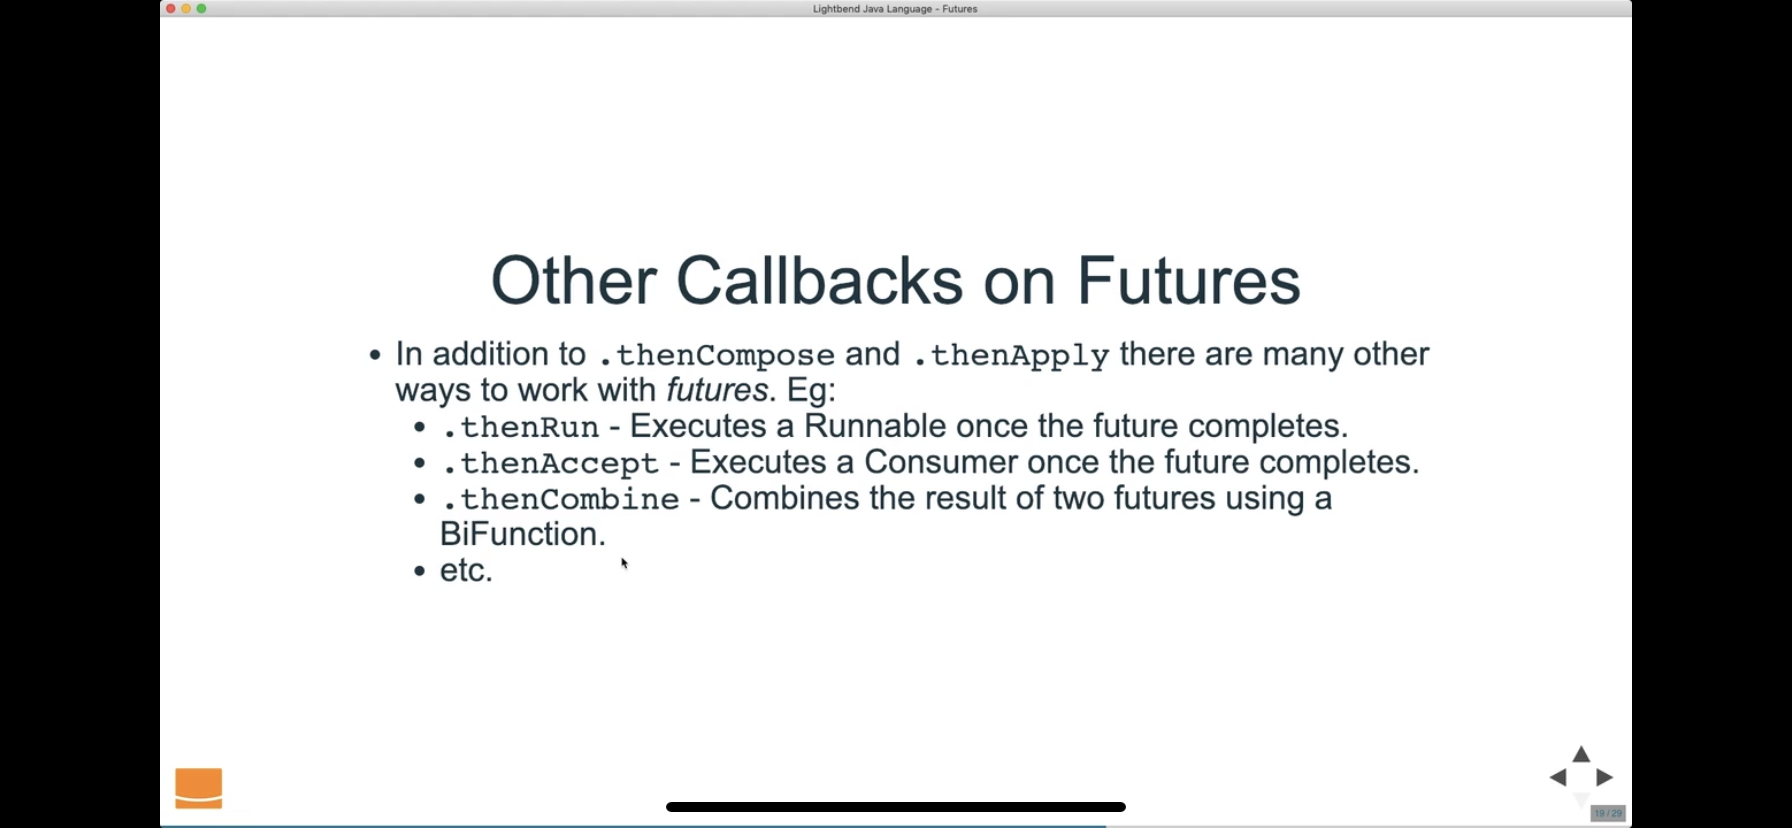 Lightbend Java Language - Futures
Other Callbacks on Futures
• In addition to .thenCompose and .thenApply there are many other
ways to work with futures. Eg:
• .thenRun - Executes a Runnable once the future completes.
• .thenAccept - Executes a Consumer once the future completes.
• .thenCombine - Combines the result of two futures using a
BiFunction.
• etc.
19 / 29